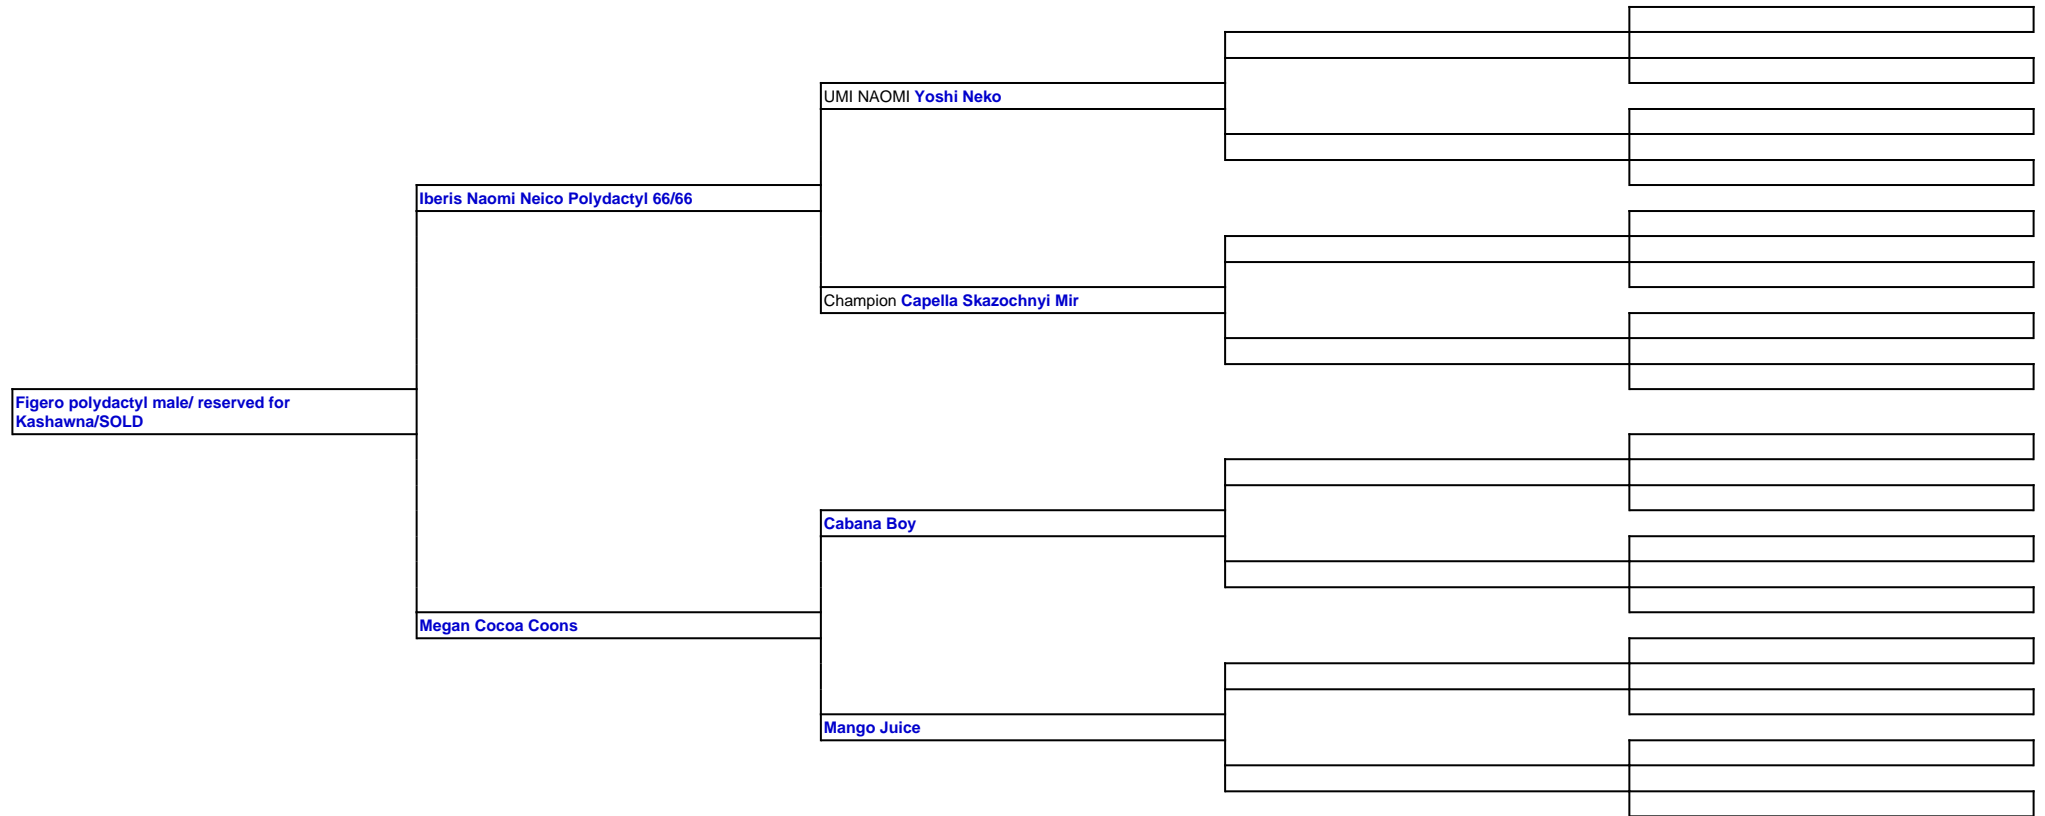 UMI NAOMI Yoshi Neko
Iberis Naomi Neico Polydactyl 66/66
Champion Capella Skazochnyi Mir
Figero polydactyl male/ reserved for
Kashawna/SOLD
Cabana Boy
Megan Cocoa Coons
Mango Juice